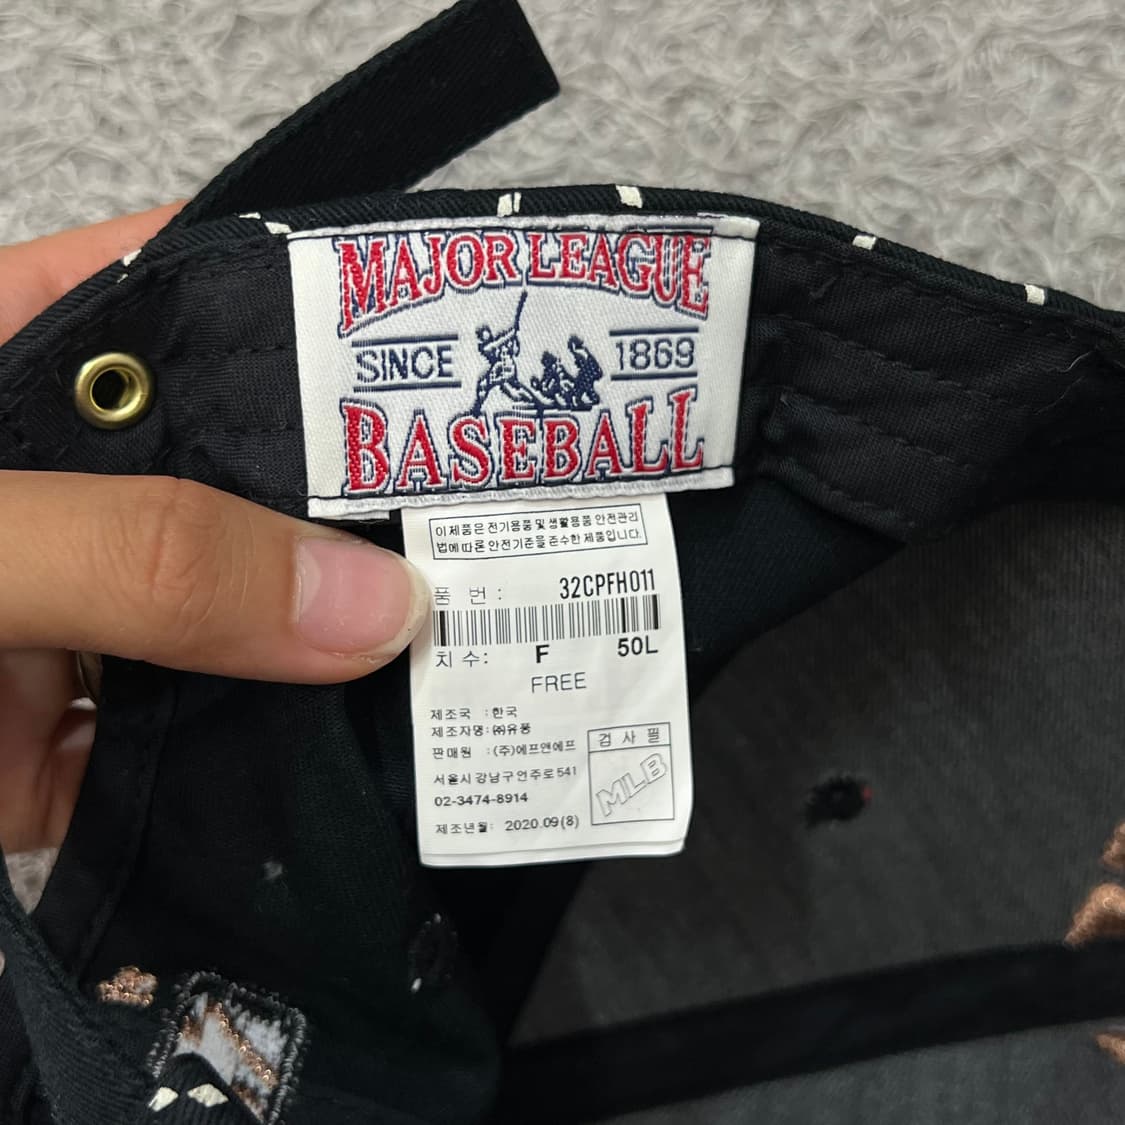 MAJOR LEAGUE
SINCE 1869
BASEBALL
이 제품은 전기용품 및 생활용품 안전관리
법에 따른 안전기준을 준수한 제품입니다.
품 번 : 32CPFH011
치 수: F 50L
FREE
제조국 : 한국
제조자명: ㈜유풍
판매원 : (주)에프앤에프
서울시 강남구 언주로 541
02-3474-8914
제조년월: 2020.09(8)
검 사 필
MLB